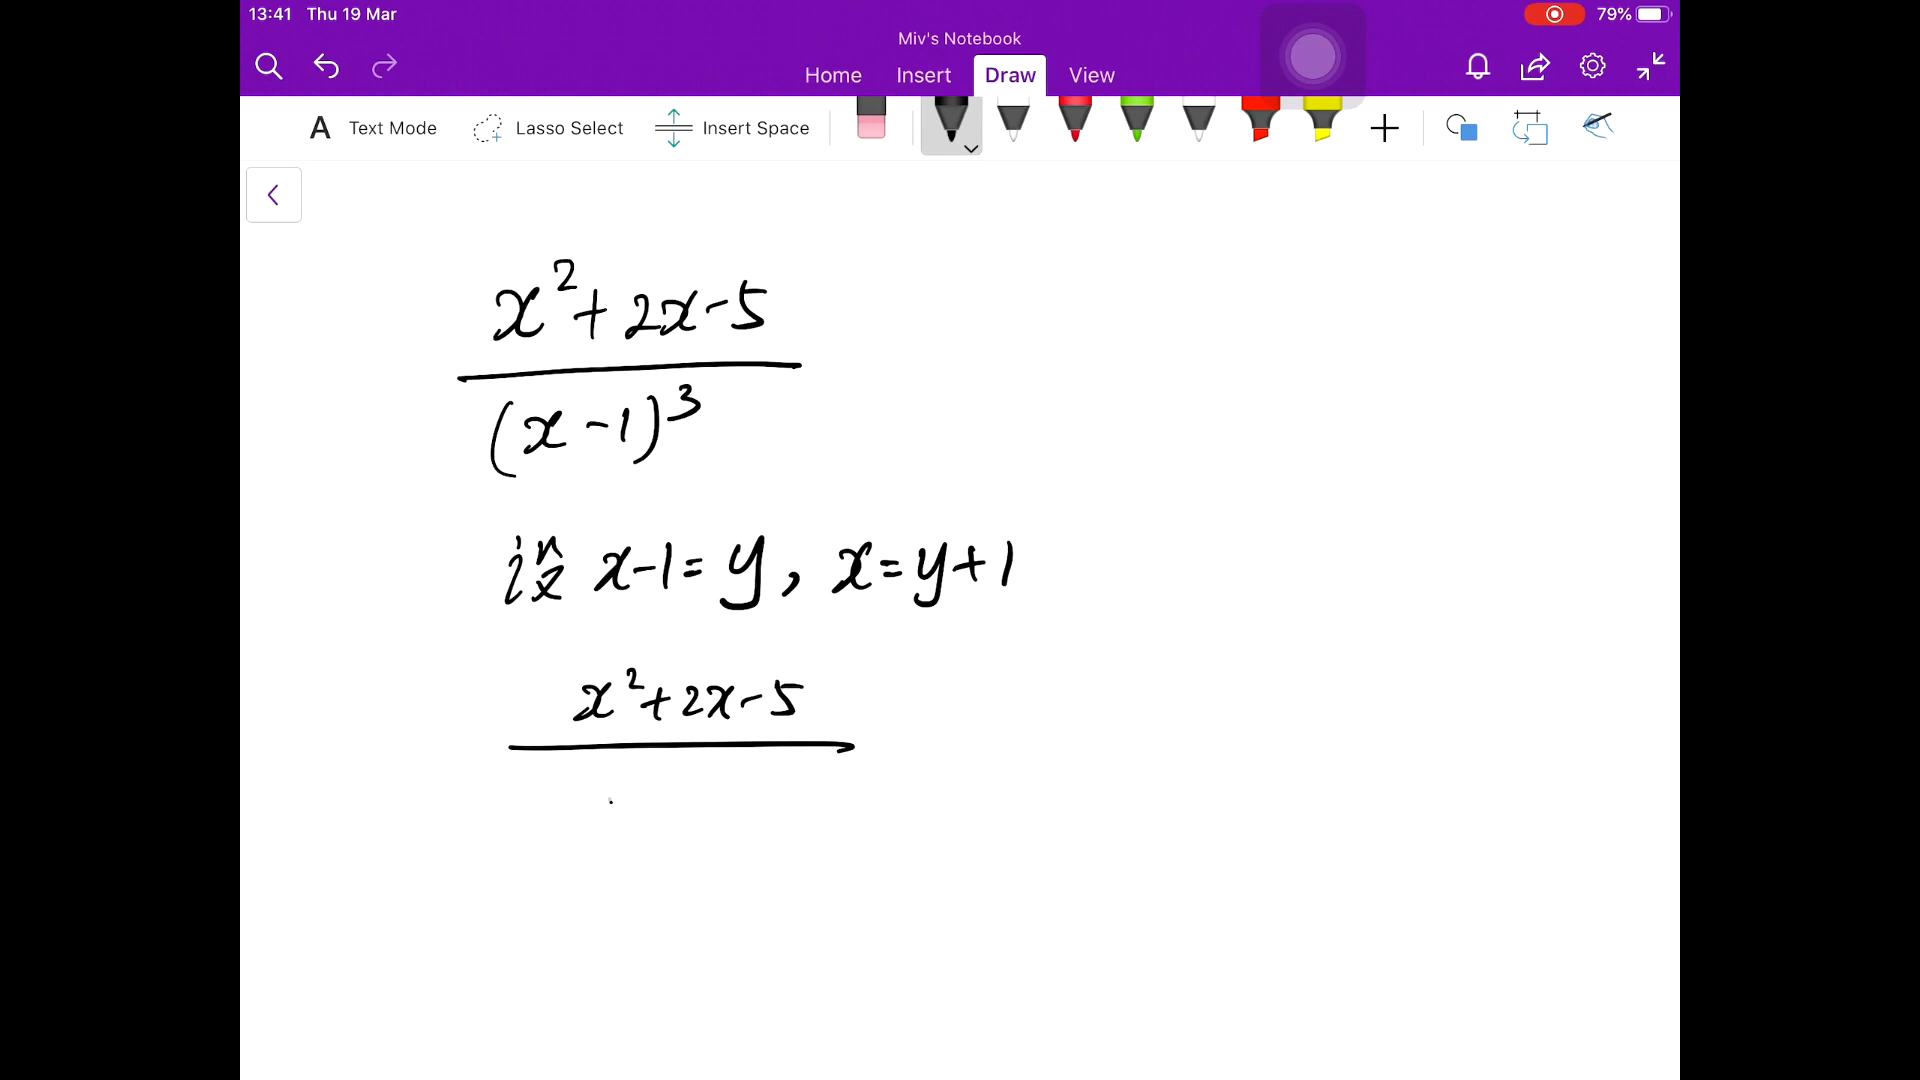 13:41 Thu 19 Mar
79%
Miv's Notebook
Home Insert Draw View
A Text Mode Lasso Select Insert Space
x² + 2x - 5
(x - 1)³
x - 1 = y, x = y + 1
x² + 2x - 5